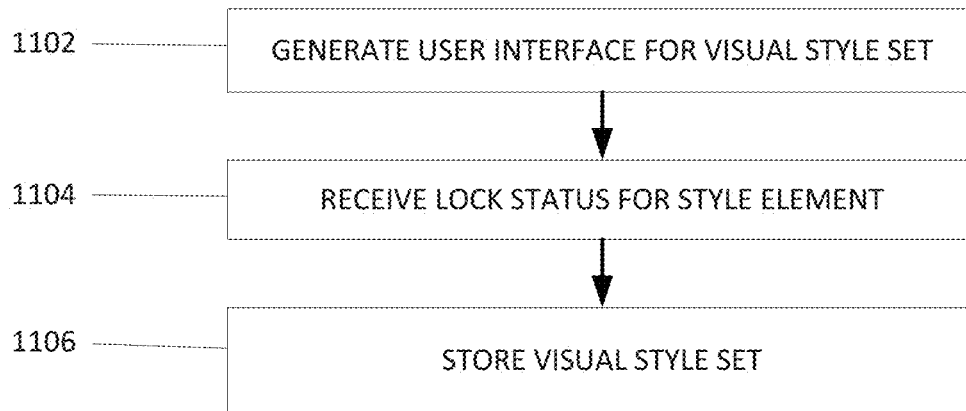 1102
GENERATE USER INTERFACE FOR VISUAL STYLE SET
1104
RECEIVE LOCK STATUS FOR STYLE ELEMENT
1106
STORE VISUAL STYLE SET